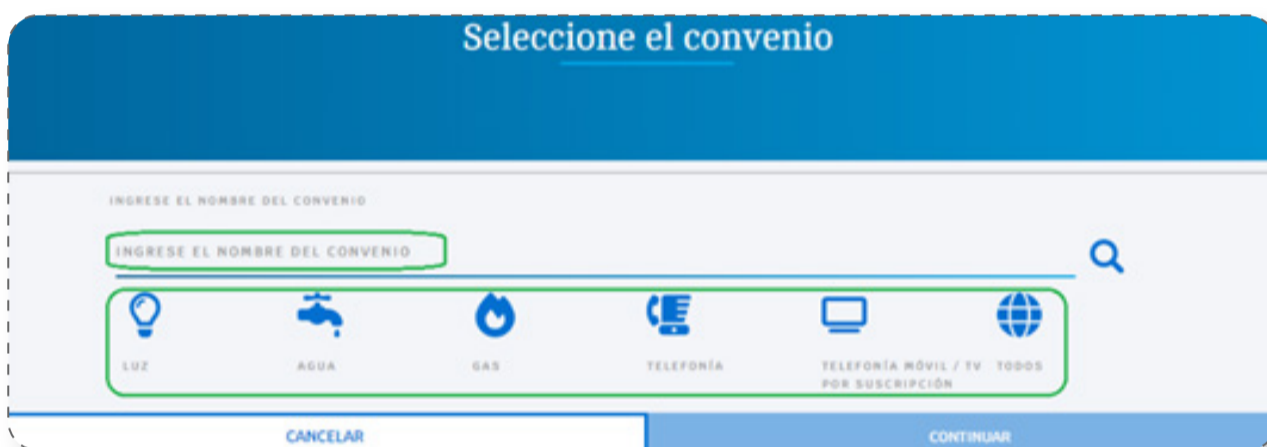 Seleccione el convenio
INGRESE EL NOMBRE DEL CONVENIO
INGRESE EL NOMBRE DEL CONVENIO
LUZ
AGUA
GAS
TELEFONÍA
TELEFONÍA MÓVIL / TV
POR SUSCRIPCIÓN
TODOS
CANCELAR
CONTINUAR